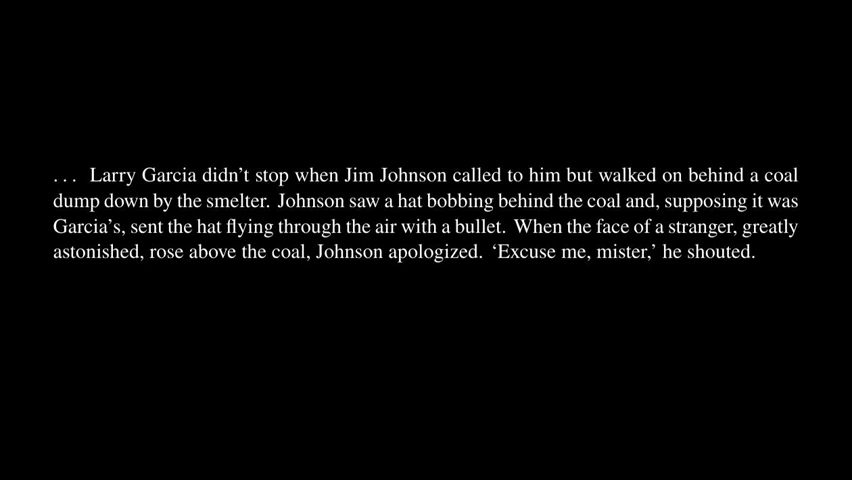 ... Larry Garcia didn’t stop when Jim Johnson called to him but walked on behind a coal
dump down by the smelter. Johnson saw a hat bobbing behind the coal and, supposing it was
Garcia’s, sent the hat flying through the air with a bullet. When the face of a stranger, greatly
astonished, rose above the coal, Johnson apologized. ‘Excuse me, mister,’ he shouted.